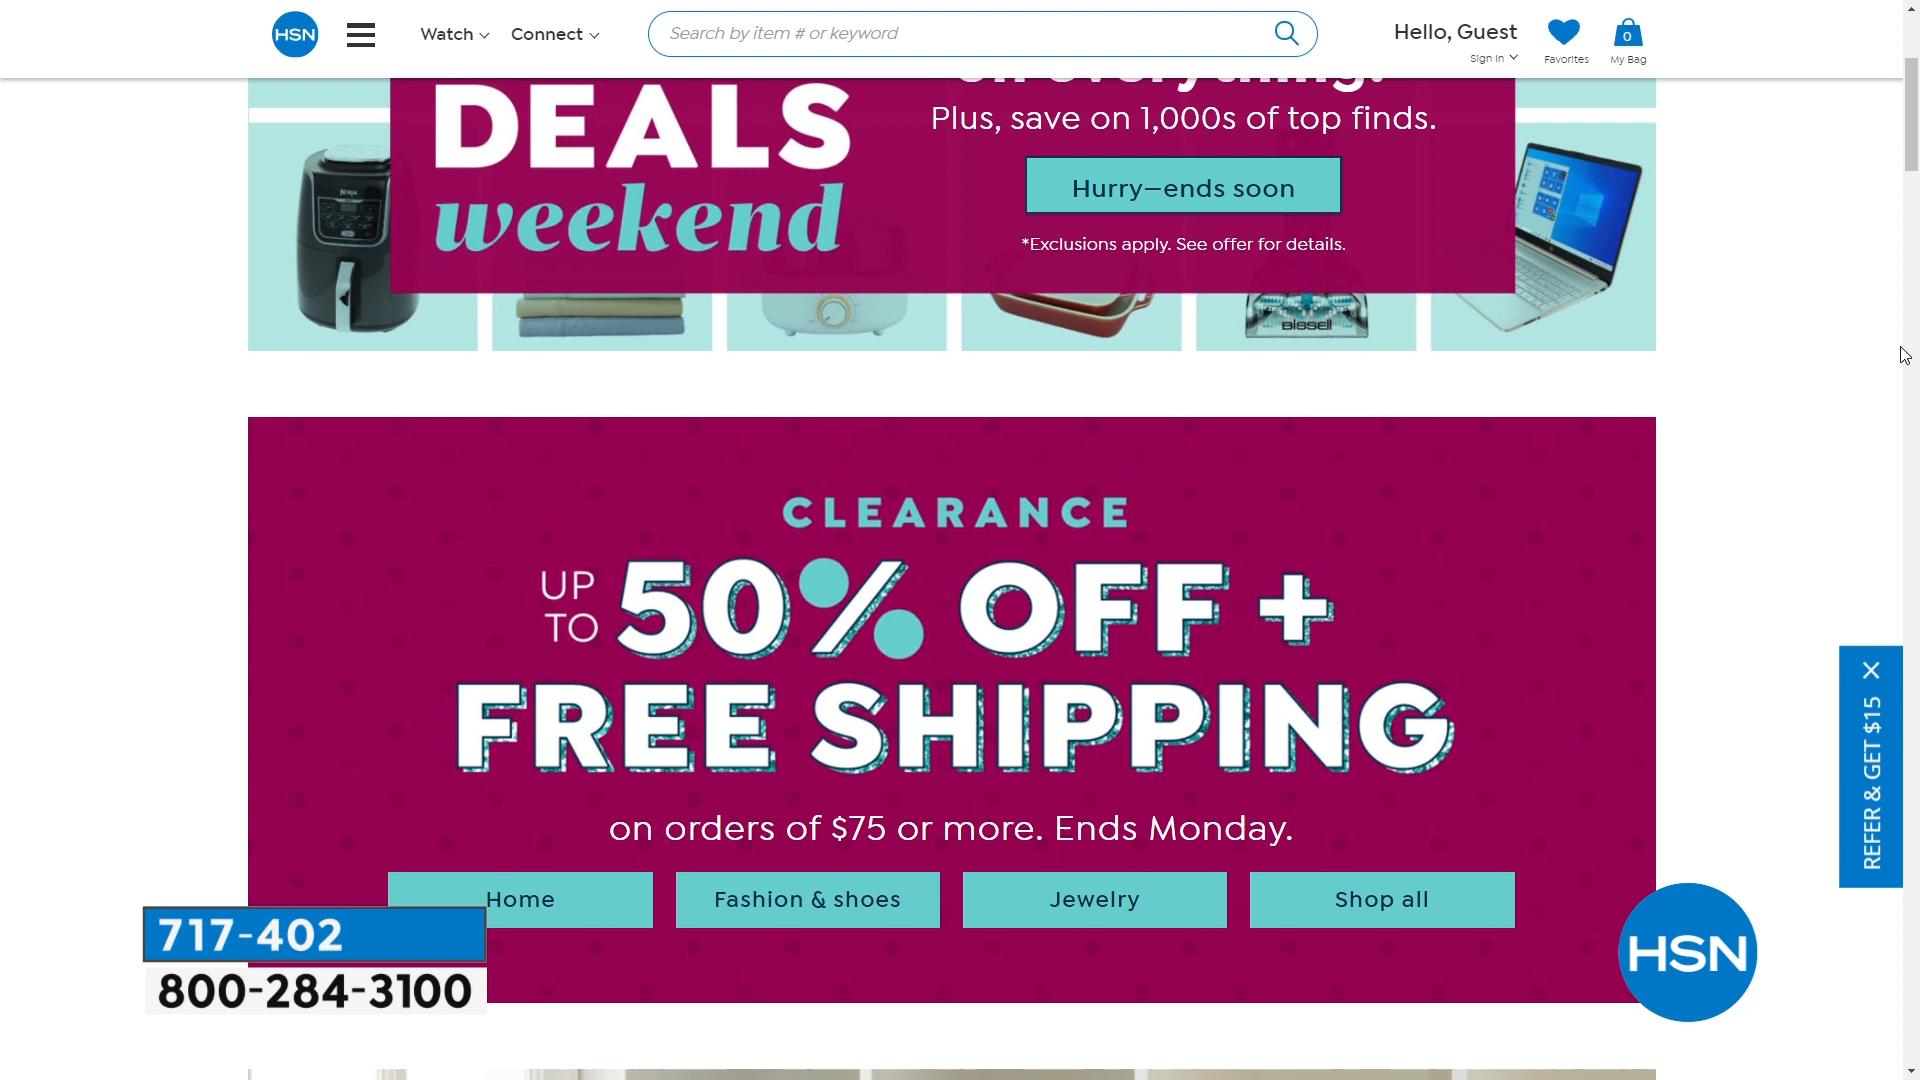 HSN
Watch
Connect
Search by item # or keyword
Hello, Guest
Sign In
Favorites
0
My Bag
on everything.
DEALS
weekend
Plus, save on 1,000s of top finds.
Hurry—ends soon
*Exclusions apply. See offer for details.
NINJA
BISSELL
CLEARANCE
UP TO 50% OFF +
FREE SHIPPING
on orders of $75 or more. Ends Monday.
Home
Fashion & shoes
Jewelry
Shop all
REFER & GET $15
717-402
800-284-3100
HSN